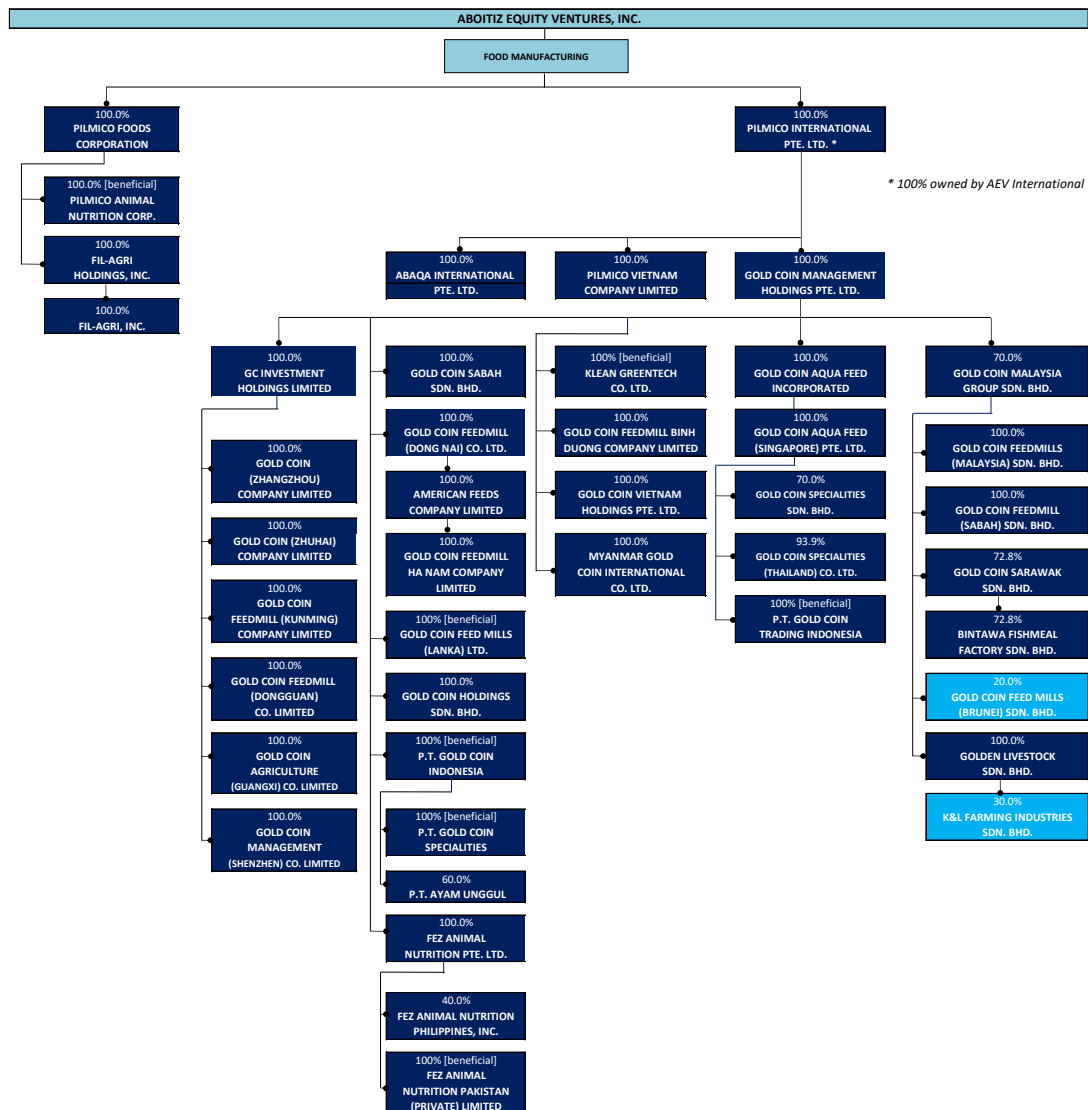 ABOITIZ EQUITY VENTURES, INC.
FOOD MANUFACTURING
100.0%
PILMICO FOODS
CORPORATION
100.0%
PILMICO INTERNATIONAL
PTE. LTD. *
* 100% owned by AEV International
100.0% [beneficial]
PILMICO ANIMAL
NUTRITION CORP.
100.0%
FIL-AGRI
HOLDINGS, INC.
100.0%
FIL-AGRI, INC.
100.0%
ABAQA INTERNATIONAL
PTE. LTD.
100.0%
PILMICO VIETNAM
COMPANY LIMITED
100.0%
GOLD COIN MANAGEMENT
HOLDINGS PTE. LTD.
100.0%
GC INVESTMENT
HOLDINGS LIMITED
100.0%
GOLD COIN
(ZHANGZHOU)
COMPANY LIMITED
100.0%
GOLD COIN (ZHUHAI)
COMPANY LIMITED
100.0%
GOLD COIN
FEEDMILL (KUNMING)
COMPANY LIMITED
100.0%
GOLD COIN FEEDMILL
(DONGGUAN)
CO. LIMITED
100.0%
GOLD COIN
AGRICULTURE
(GUANGXI) CO. LIMITED
100.0%
GOLD COIN
MANAGEMENT
(SHENZHEN) CO. LIMITED
100.0%
GOLD COIN SABAH
SDN. BHD.
100.0%
GOLD COIN FEEDMILL
(DONG NAI) CO. LTD.
100.0%
AMERICAN FEEDS
COMPANY LIMITED
100.0%
GOLD COIN FEEDMILL
HA NAM COMPANY
LIMITED
100% [beneficial]
GOLD COIN FEED MILLS
(LANKA) LTD.
100.0%
GOLD COIN HOLDINGS
SDN. BHD.
100% [beneficial]
P.T. GOLD COIN
INDONESIA
100% [beneficial]
P.T. GOLD COIN
SPECIALITIES
60.0%
P.T. AYAM UNGGUL
100.0%
FEZ ANIMAL
NUTRITION PTE. LTD.
40.0%
FEZ ANIMAL NUTRITION
PHILIPPINES, INC.
100% [beneficial]
FEZ ANIMAL
NUTRITION PAKISTAN
(PRIVATE) LIMITED
100% [beneficial]
KLEAN GREENTECH
CO. LTD.
100.0%
GOLD COIN FEEDMILL BINH
DUONG COMPANY LIMITED
100.0%
GOLD COIN VIETNAM
HOLDINGS PTE. LTD.
100.0%
MYANMAR GOLD
COIN INTERNATIONAL
CO. LTD.
100.0%
GOLD COIN AQUA FEED
INCORPORATED
100.0%
GOLD COIN AQUA FEED
(SINGAPORE) PTE. LTD.
70.0%
GOLD COIN SPECIALITIES
SDN. BHD.
93.9%
GOLD COIN SPECIALITIES
(THAILAND) CO. LTD.
100% [beneficial]
P.T. GOLD COIN
TRADING INDONESIA
70.0%
GOLD COIN MALAYSIA
GROUP SDN. BHD.
100.0%
GOLD COIN FEEDMILLS
(MALAYSIA) SDN. BHD.
100.0%
GOLD COIN FEEDMILL
(SABAH) SDN. BHD.
72.8%
GOLD COIN SARAWAK
SDN. BHD.
72.8%
BINTAWA FISHMEAL
FACTORY SDN. BHD.
20.0%
GOLD COIN FEED MILLS
(BRUNEI) SDN. BHD.
100.0%
GOLDEN LIVESTOCK
SDN. BHD.
30.0%
K&L FARMING INDUSTRIES
SDN. BHD.